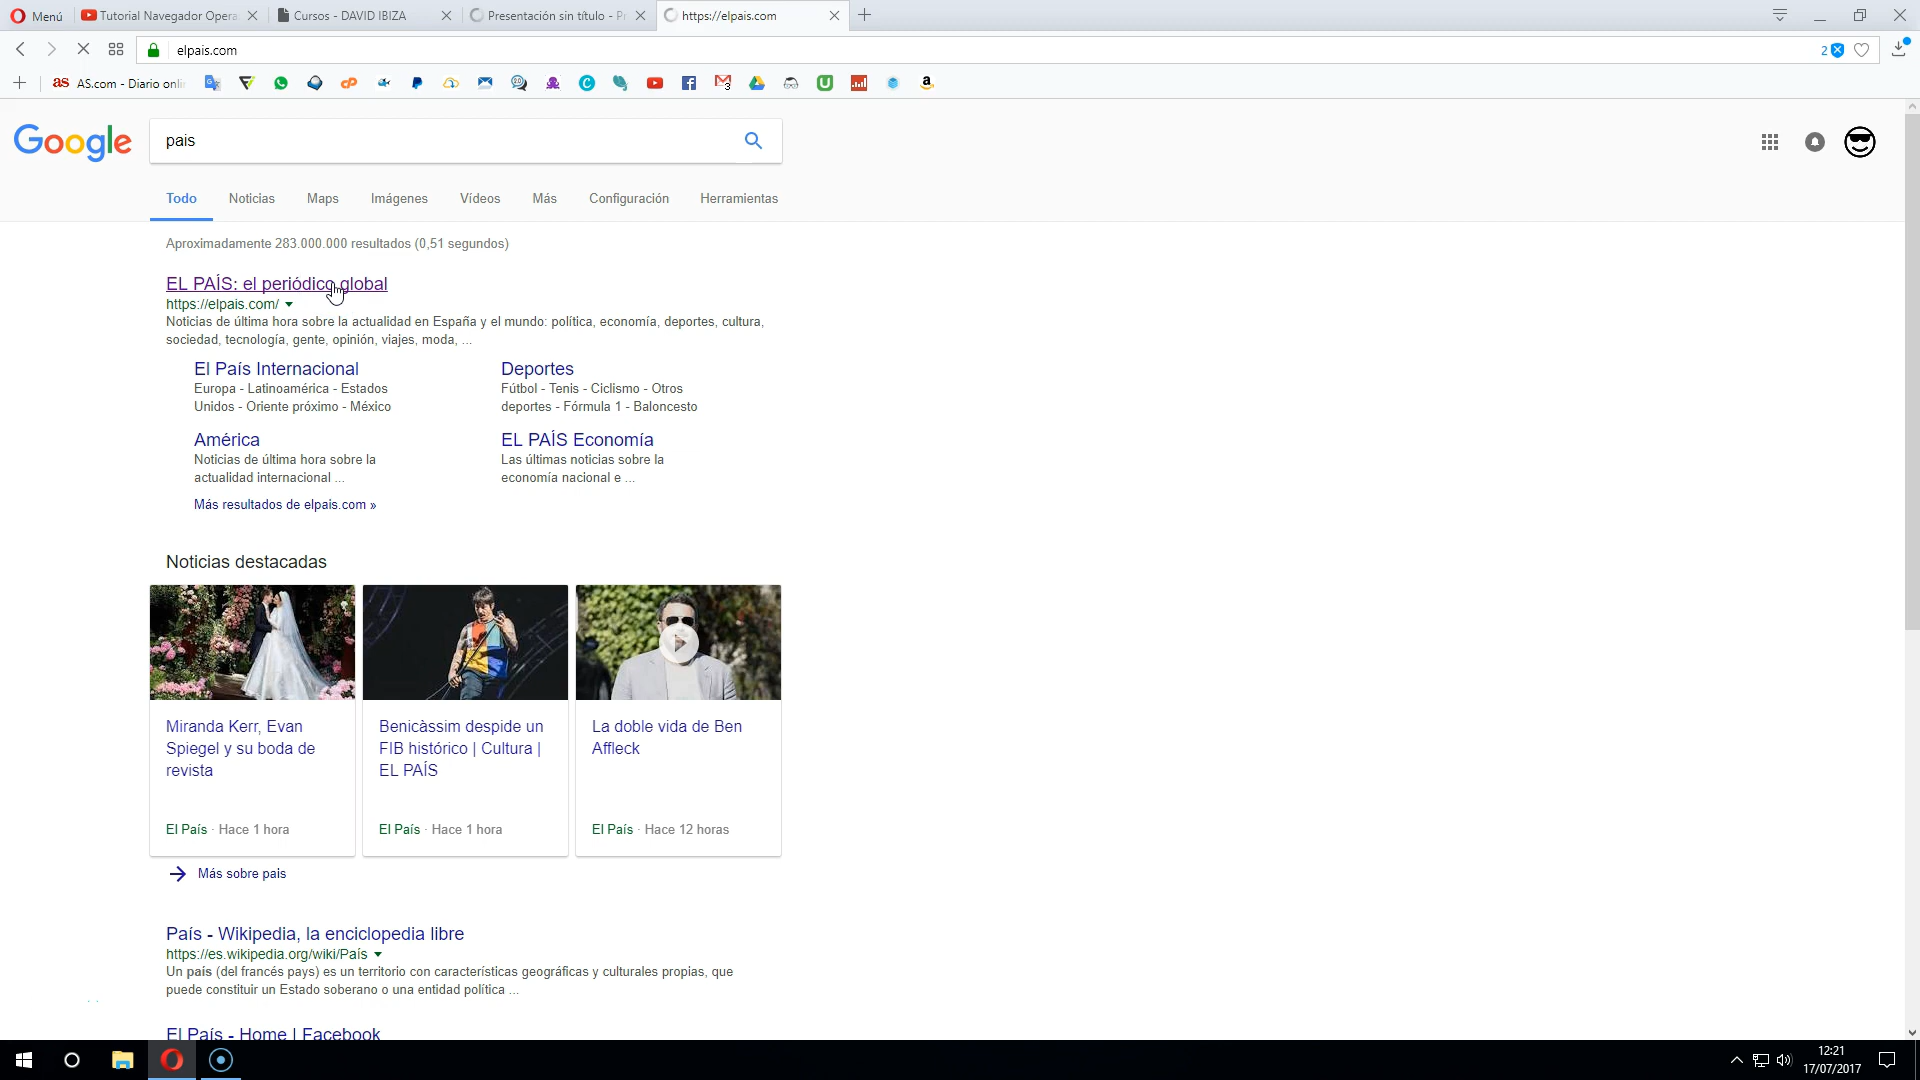 Menú
Tutorial Navegador Opera
Cursos - DAVID IBIZA
Presentación sin título - Pr
https://elpais.com
elpais.com
2
as AS.com - Diario onli
Google
pais
Todo
Noticias
Maps
Imágenes
Vídeos
Más
Configuración
Herramientas
Aproximadamente 283.000.000 resultados (0,51 segundos)
EL PAÍS: el periódico global
https://elpais.com/
Noticias de última hora sobre la actualidad en España y el mundo: política, economía, deportes, cultura,
sociedad, tecnología, gente, opinión, viajes, moda, ...
El País Internacional
Europa - Latinoamérica - Estados
Unidos - Oriente próximo - México
Deportes
Fútbol - Tenis - Ciclismo - Otros
deportes - Fórmula 1 - Baloncesto
América
Noticias de última hora sobre la
actualidad internacional ...
EL PAÍS Economía
Las últimas noticias sobre la
economía nacional e ...
Más resultados de elpais.com »
Noticias destacadas
Miranda Kerr, Evan
Spiegel y su boda de
revista
El País · Hace 1 hora
Benicàssim despide un
FIB histórico | Cultura |
EL PAÍS
El País · Hace 1 hora
La doble vida de Ben
Affleck
El País · Hace 12 horas
Más sobre pais
País - Wikipedia, la enciclopedia libre
https://es.wikipedia.org/wiki/País
Un país (del francés pays) es un territorio con características geográficas y culturales propias, que
puede constituir un Estado soberano o una entidad política ...
El País - Home | Facebook
12:21
17/07/2017